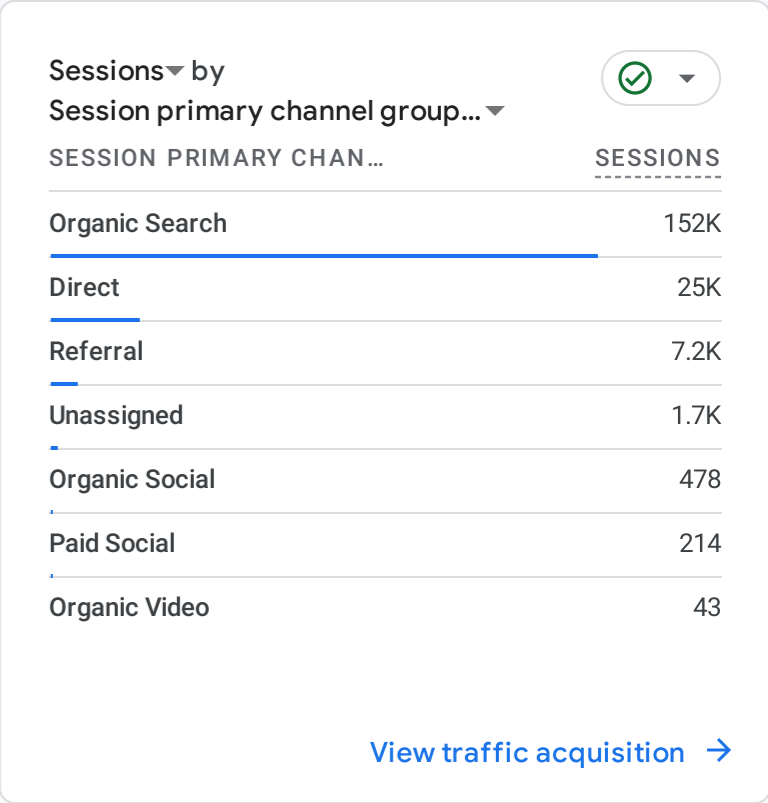 Sessions by
Session primary channel group...
SESSION PRIMARY CHAN... SESSIONS
Organic Search 152K
Direct 25K
Referral 7.2K
Unassigned 1.7K
Organic Social 478
Paid Social 214
Organic Video 43
View traffic acquisition